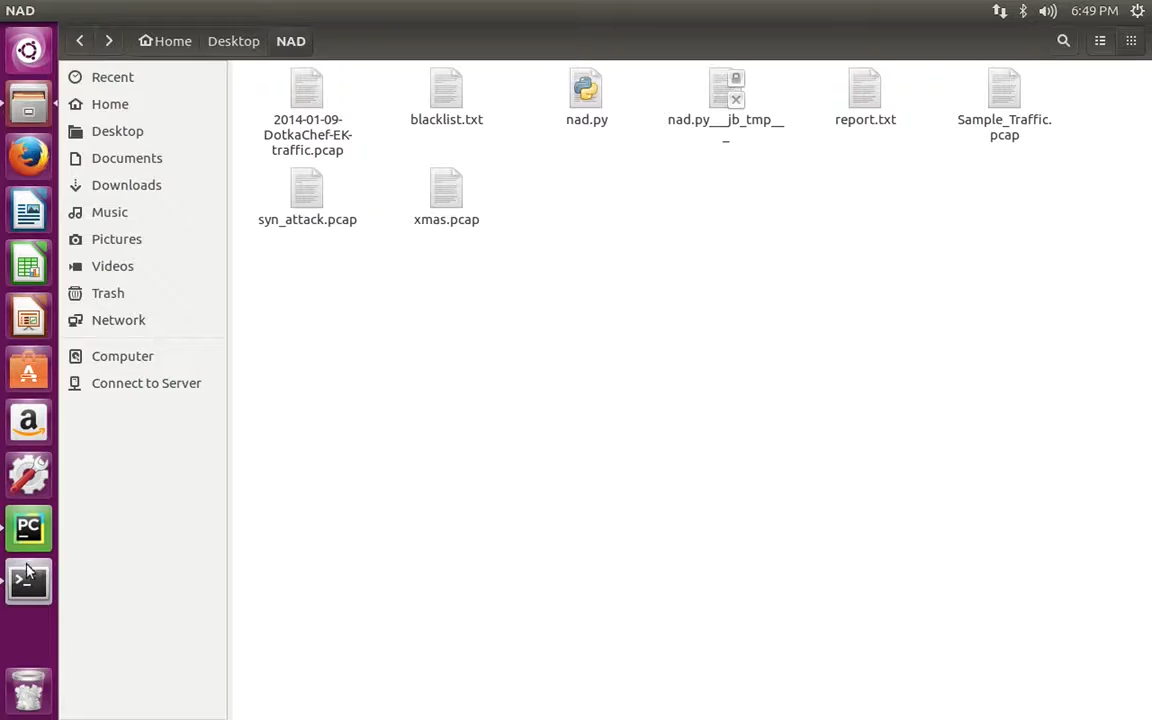 NAD
6:49 PM
Home
Desktop
NAD
Recent
Home
Desktop
Documents
Downloads
Music
Pictures
Videos
Trash
Network
Computer
Connect to Server
2014-01-09-
DotkaChef-EK-
traffic.pcap
blacklist.txt
nad.py
nad.py___jb_tmp__
_
report.txt
Sample_Traffic.
pcap
syn_attack.pcap
xmas.pcap
A
a
PC
>_